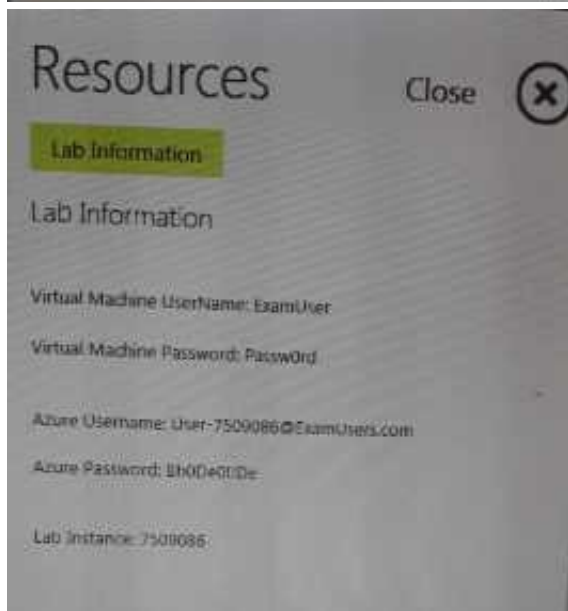 Resources
Close
Lab Information
Lab Information
Virtual Machine UserName: ExamUser
Virtual Machine Password: Passw0rd
Azure Username: User-7509086@ExamUsers.com
Azure Password:
Lab Instance: 7509086